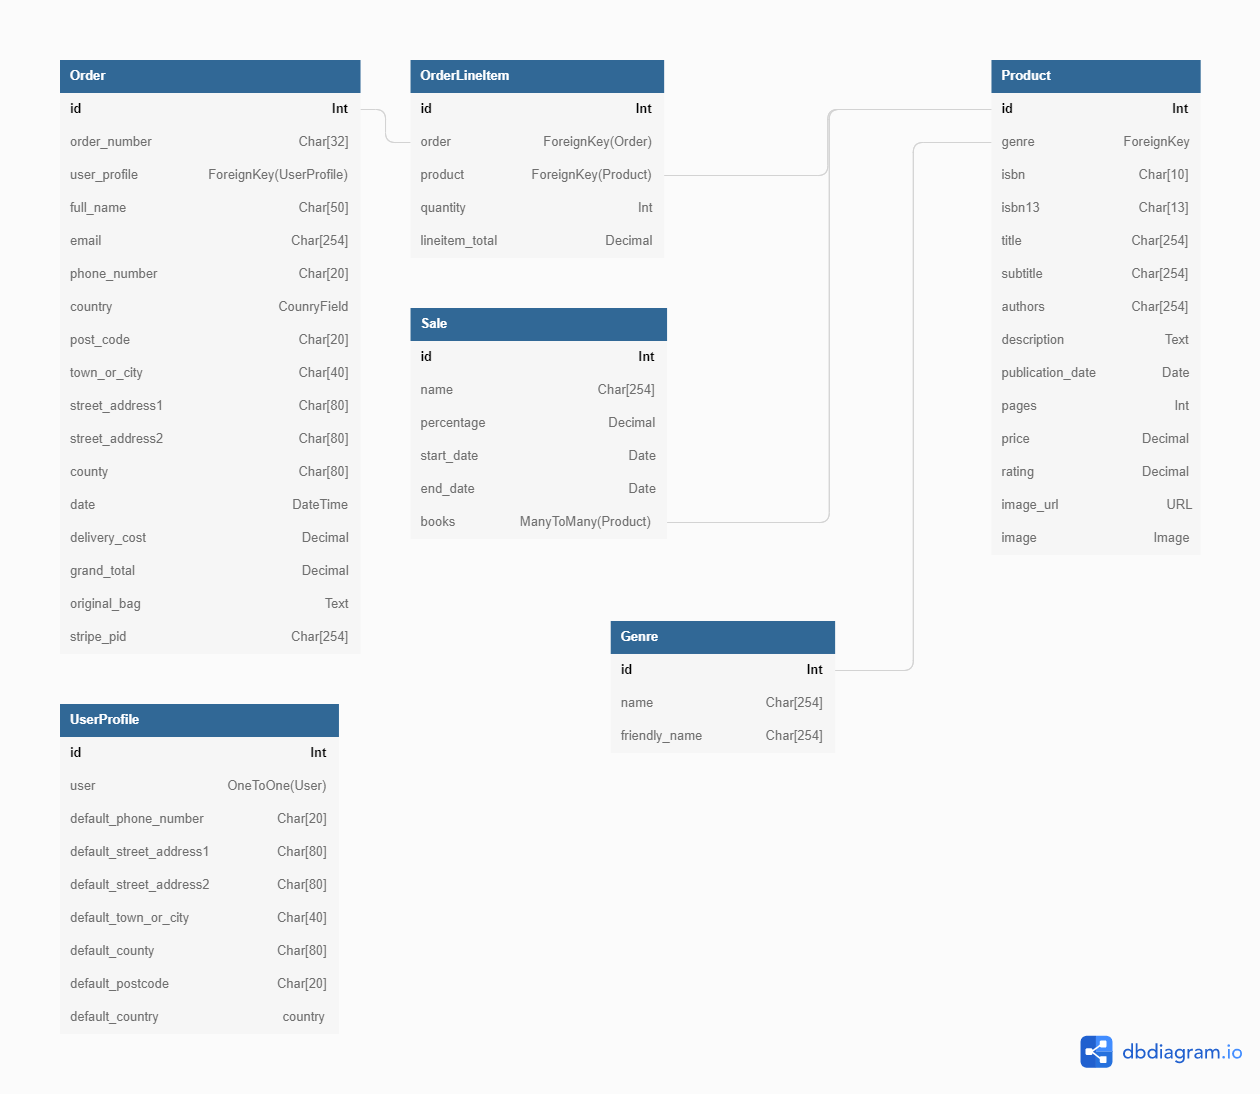 Order
id Int
order_number Char[32]
user_profile ForeignKey(UserProfile)
full_name Char[50]
email Char[254]
phone_number Char[20]
country CounryField
post_code Char[20]
town_or_city Char[40]
street_address1 Char[80]
street_address2 Char[80]
county Char[80]
date DateTime
delivery_cost Decimal
grand_total Decimal
original_bag Text
stripe_pid Char[254]
OrderLineItem
id Int
order ForeignKey(Order)
product ForeignKey(Product)
quantity Int
lineitem_total Decimal
Sale
id Int
name Char[254]
percentage Decimal
start_date Date
end_date Date
books ManyToMany(Product)
Product
id Int
genre ForeignKey
isbn Char[10]
isbn13 Char[13]
title Char[254]
subtitle Char[254]
authors Char[254]
description Text
publication_date Date
pages Int
price Decimal
rating Decimal
image_url URL
image Image
Genre
id Int
name Char[254]
friendly_name Char[254]
UserProfile
id Int
user OneToOne(User)
default_phone_number Char[20]
default_street_address1 Char[80]
default_street_address2 Char[80]
default_town_or_city Char[40]
default_county Char[80]
default_postcode Char[20]
default_country country
dbdiagram.io